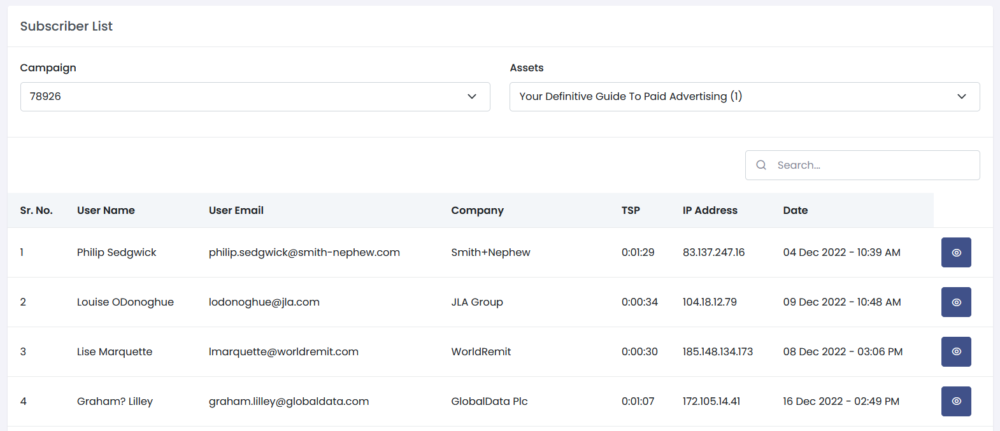 Subscriber List
Campaign
Assets
78926
Your Definitive Guide To Paid Advertising (1)
Search...
Sr. No. User Name User Email Company TSP IP Address Date
1 Philip Sedgwick philip.sedgwick@smith-nephew.com Smith+Nephew 0:01:29 83.137.247.16 04 Dec 2022 - 10:39 AM
2 Louise ODonoghue lodonoghue@jla.com JLA Group 0:00:34 104.18.12.79 09 Dec 2022 - 10:48 AM
3 Lise Marquette lmarquette@worldremit.com WorldRemit 0:00:30 185.148.134.173 08 Dec 2022 - 03:06 PM
4 Graham? Lilley graham.lilley@globaldata.com GlobalData Plc 0:01:07 172.105.14.41 16 Dec 2022 - 02:49 PM